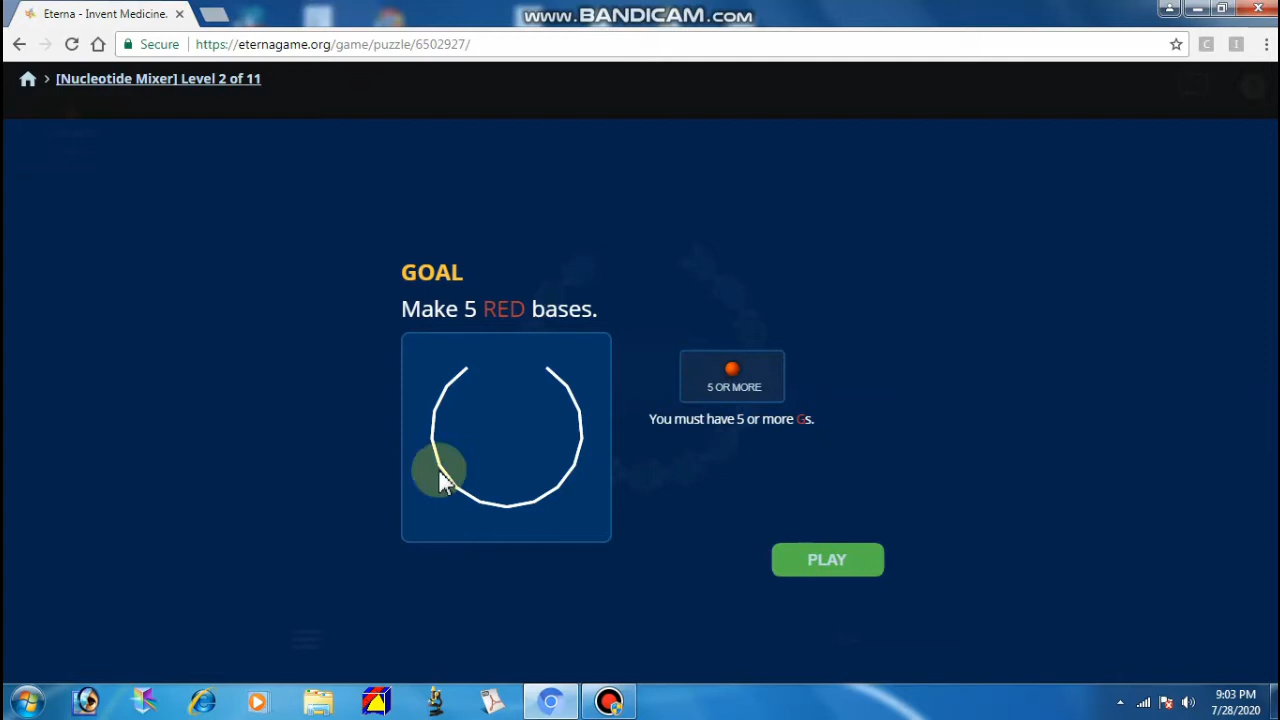 Eterna - Invent Medicine.
www.BANDICAM.com
Secure
https://eternagame.org/game/puzzle/6502927/
C
I
[Nucleotide Mixer] Level 2 of 11
GOAL
Make 5 RED bases.
5 OR MORE
You must have 5 or more Gs.
PLAY
9:03 PM
7/28/2020